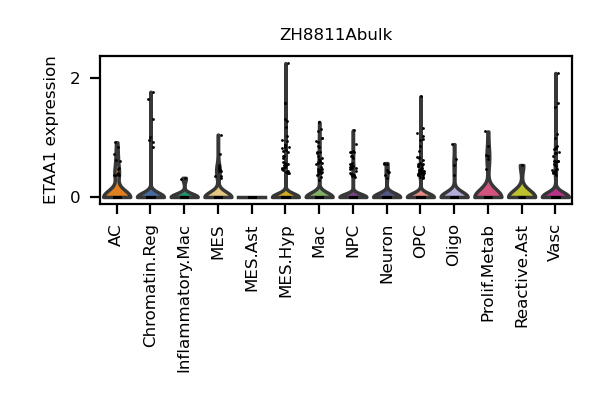 ZH8811Abulk
ETAA1 expression
2
0
AC
Chromatin.Reg
Inflammatory.Mac
MES
MES.Ast
MES.Hyp
Mac
NPC
Neuron
OPC
Oligo
Prolif.Metab
Reactive.Ast
Vasc